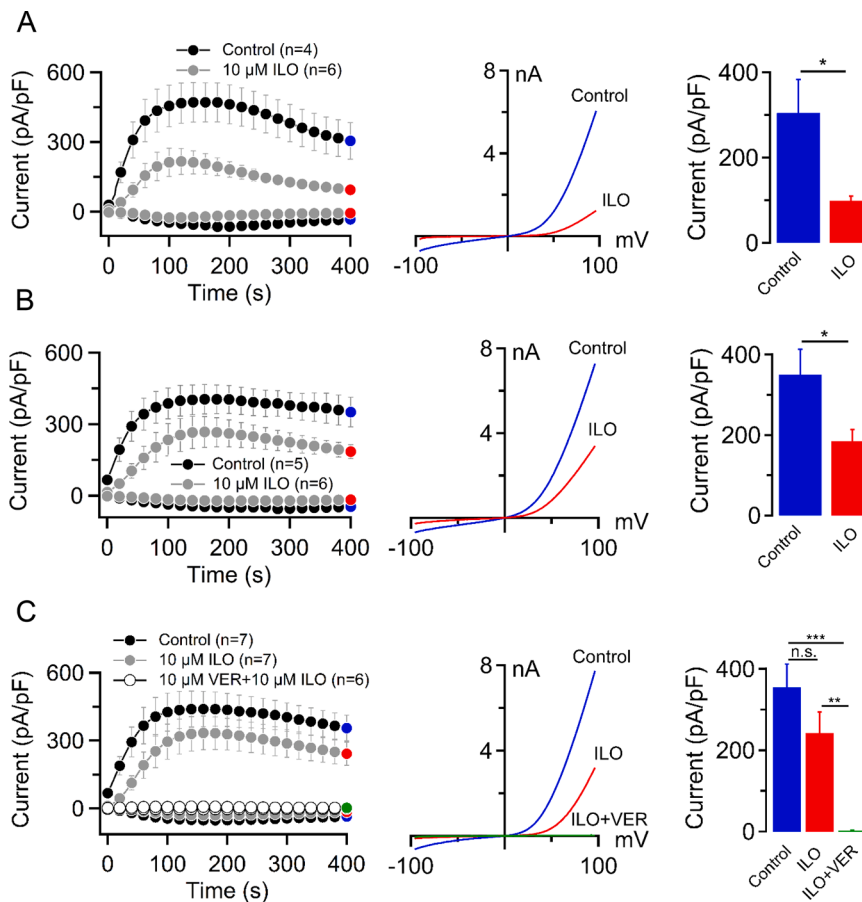 A
Control (n=4)
10 µM ILO (n=6)
Current (pA/pF)
600
300
0
0 100 200 300 400
Time (s)
8
nA
4
Control
ILO
mV
-100
100
Current (pA/pF)
400
300
200
100
0
*
Control
ILO
B
Current (pA/pF)
600
300
0
Control (n=5)
10 µM ILO (n=6)
0 100 200 300 400
Time (s)
8
nA
4
Control
ILO
mV
-100
100
Current (pA/pF)
400
200
0
*
Control
ILO
C
Control (n=7)
10 µM ILO (n=7)
10 µM VER+10 µM ILO (n=6)
Current (pA/pF)
600
300
0
0 100 200 300 400
Time (s)
8
nA
4
Control
ILO
ILO+VER
mV
-100
100
Current (pA/pF)
400
200
0
***
n.s.
**
Control
ILO
ILO+VER